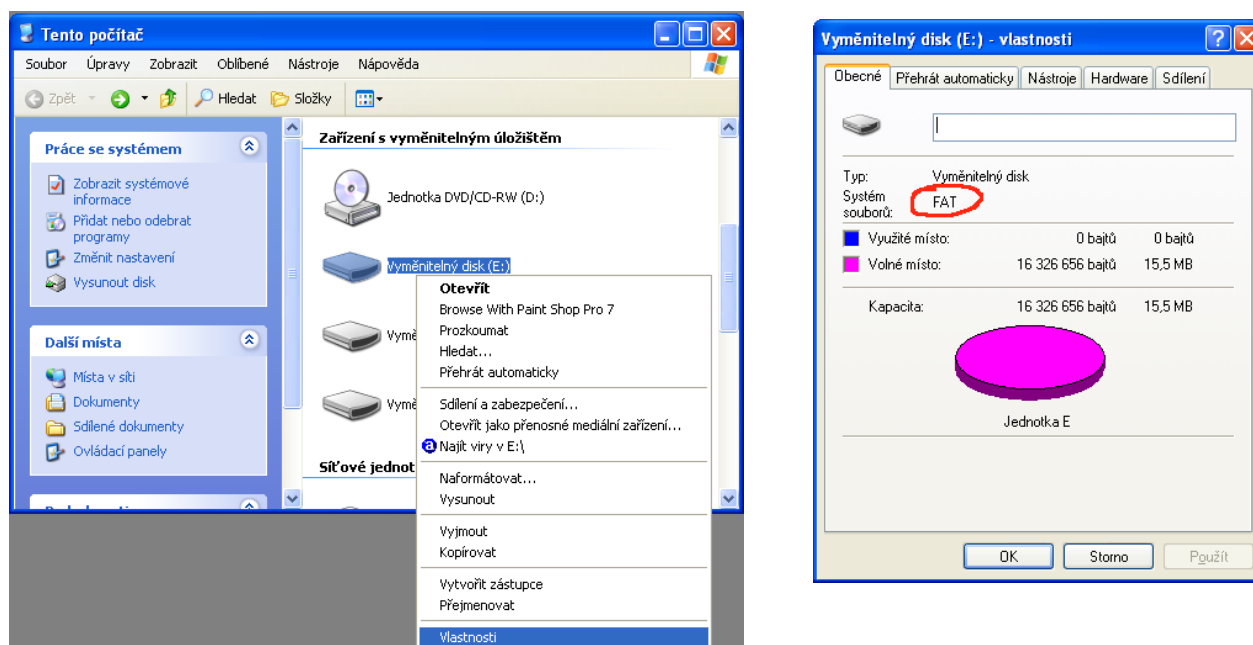 Tento počítač
Soubor Úpravy Zobrazit Oblíbené Nástroje Nápověda
Zpět Hledat Složky
Práce se systémem
Zobrazit systémové
informace
Přidat nebo odebrat
programy
Změnit nastavení
Vysunout disk
Další místa
Místa v síti
Dokumenty
Sdílené dokumenty
Ovládací panely
Zařízení s vyměnitelným úložištěm
Jednotka DVD/CD-RW (D:)
Vyměnitelný disk (E:)
Vymě
Vymě
Síťové jednot
Otevřít
Browse With Paint Shop Pro 7
Prozkoumat
Hledat...
Přehrát automaticky
Sdílení a zabezpečení...
Otevřít jako přenosné mediální zařízení...
Najít viry v E:\
Naformátovat...
Vysunout
Vyjmout
Kopírovat
Vytvořit zástupce
Přejmenovat
Vlastnosti
Vyměnitelný disk (E:) - vlastnosti
Obecné Přehrát automaticky Nástroje Hardware Sdílení
Typ: Vyměnitelný disk
Systém
souborů: FAT
Využité místo: 0 bajtů 0 bajtů
Volné místo: 16 326 656 bajtů 15,5 MB
Kapacita: 16 326 656 bajtů 15,5 MB
Jednotka E
OK Storno Použít